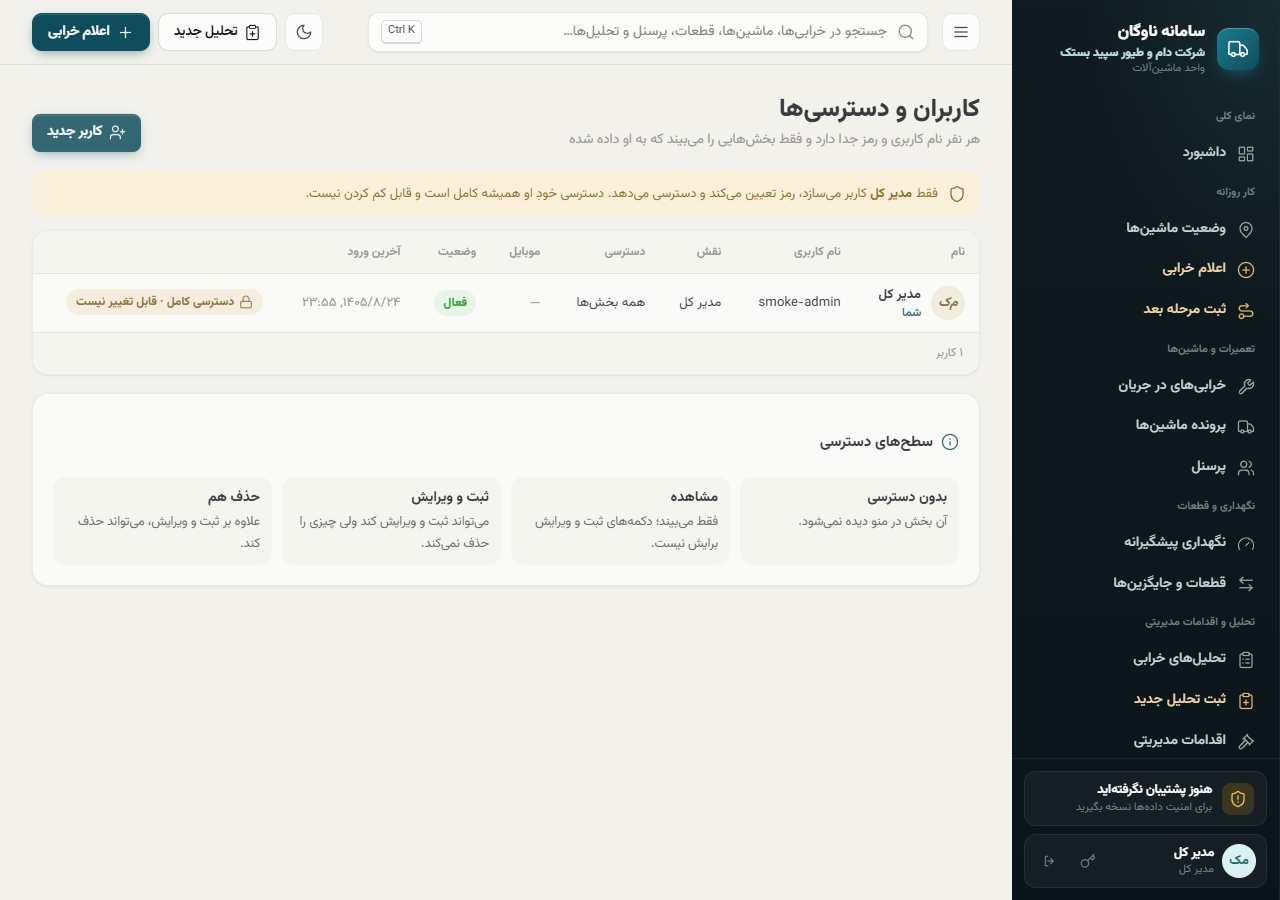 سامانه ناوگان
شرکت دام و طیور سپید بستک
واحد ماشین‌آلات
نمای کلی
داشبورد
کار روزانه
وضعیت ماشین‌ها
اعلام خرابی
ثبت مرحله بعد
تعمیرات و ماشین‌ها
خرابی‌های در جریان
پرونده ماشین‌ها
پرسنل
نگهداری و قطعات
نگهداری پیشگیرانه
قطعات و جایگزین‌ها
تحلیل و اقدامات مدیریتی
تحلیل‌های خرابی
ثبت تحلیل جدید
اقدامات مدیریتی
هنوز پشتیبان نگرفته‌اید
برای امنیت داده‌ها نسخه بگیرید
مک
مدیر کل
مدیر کل
جستجو در خرابی‌ها، ماشین‌ها، قطعات، پرسنل و تحلیل‌ها...
Ctrl K
تحلیل جدید
اعلام خرابی
کاربران و دسترسی‌ها
هر نفر نام کاربری و رمز جدا دارد و فقط بخش‌هایی را می‌بیند که به او داده شده
کاربر جدید
فقط مدیر کل کاربر می‌سازد، رمز تعیین می‌کند و دسترسی می‌دهد. دسترسی خودِ او همیشه کامل است و قابل کم کردن نیست.
نام نام کاربری نقش دسترسی موبایل وضعیت آخرین ورود
مک مدیر کل smoke-admin مدیر کل همه بخش‌ها — فعال ۱۴۰۵/۸/۲۴, ۲۳:۵۵ دسترسی کامل · قابل تغییر نیست
شما
۱ کاربر
سطح‌های دسترسی
بدون دسترسی
آن بخش در منو دیده نمی‌شود.
مشاهده
فقط می‌بیند؛ دکمه‌های ثبت و ویرایش
برایش نیست.
ثبت و ویرایش
می‌تواند ثبت و ویرایش کند ولی چیزی را
حذف نمی‌کند.
حذف هم
علاوه بر ثبت و ویرایش، می‌تواند حذف
کند.